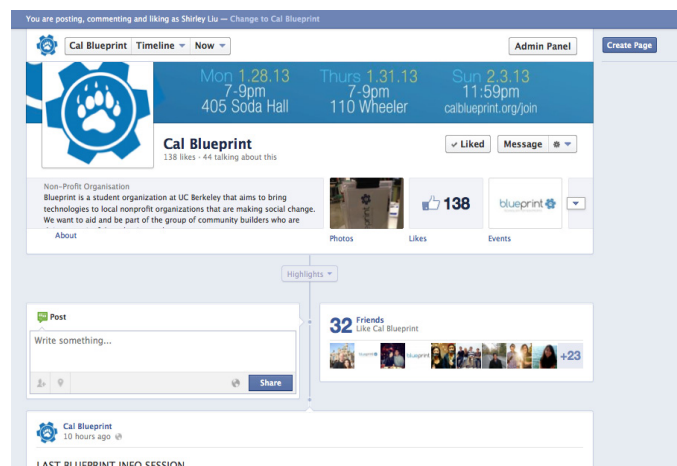 You are posting, commenting and liking as Shirley Liu — Change to Cal Blueprint
Cal Blueprint Timeline Now Admin Panel Create Page
Mon 1.28.13
7-9pm
405 Soda Hall
Thurs 1.31.13
7-9pm
110 Wheeler
Sun 2.3.13
11:59pm
calblueprint.org/join
Cal Blueprint
138 likes · 44 talking about this
Liked Message
Non-Profit Organisation
Blueprint is a student organization at UC Berkeley that aims to bring
technologies to local nonprofit organizations that are making social change.
We want to aid and be part of the group of community builders who are
About
Photos
138
Likes
blueprint
Events
Highlights
Post
Write something...
Share
32 Friends
Like Cal Blueprint
+23
Cal Blueprint
10 hours ago
LAST BLUEPRINT INFO SESSION